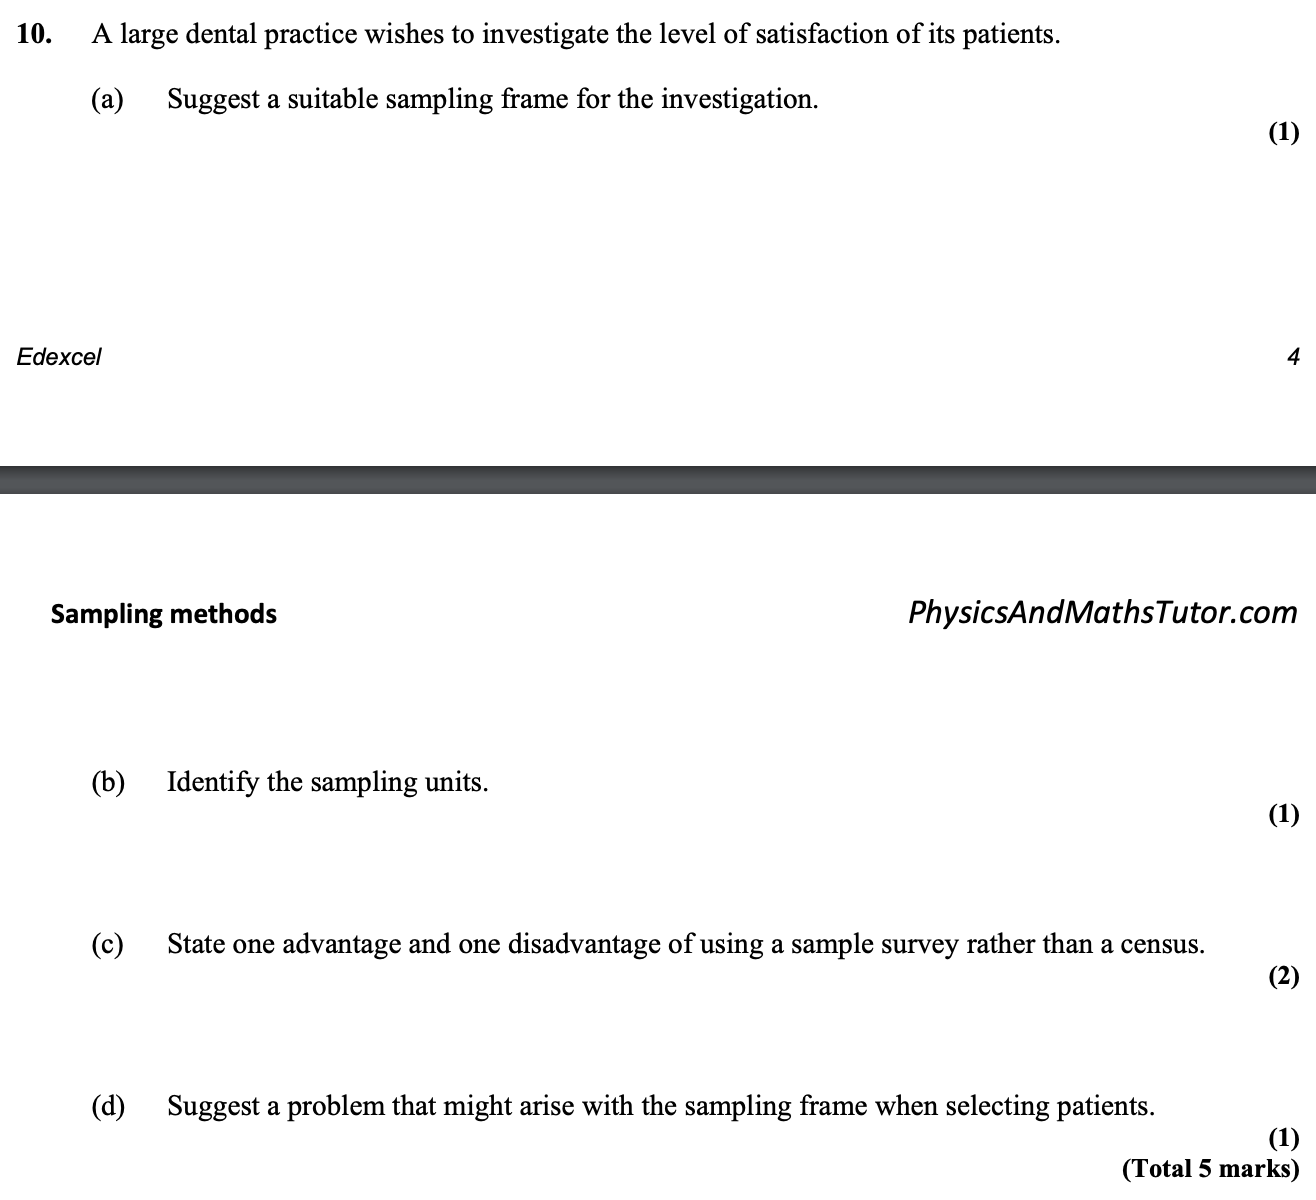 10. A large dental practice wishes to investigate the level of satisfaction of its patients.
(a) Suggest a suitable sampling frame for the investigation.
(1)
Edexcel 4
Sampling methods PhysicsAndMathsTutor.com
(b) Identify the sampling units.
(1)
(c) State one advantage and one disadvantage of using a sample survey rather than a census.
(2)
(d) Suggest a problem that might arise with the sampling frame when selecting patients.
(1)
(Total 5 marks)